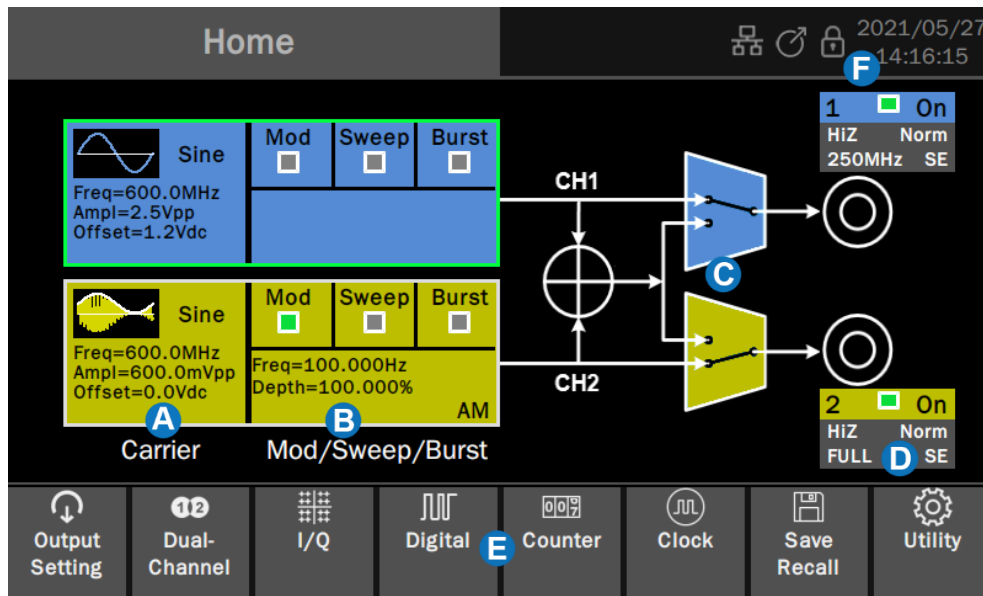 Home
2021/05/27
14:16:15
F
1 On
HiZ Norm
250MHz SE
Sine
Freq=600.0MHz
Ampl=2.5Vpp
Offset=1.2Vdc
Mod Sweep Burst
CH1
C
Sine
Freq=600.0MHz
Ampl=600.0mVpp
Offset=0.0Vdc
A
Mod Sweep Burst
Freq=100.000Hz
Depth=100.000%
AM
B
CH2
2 On
HiZ Norm
FULL D SE
Carrier
Mod/Sweep/Burst
Output
Setting
12
Dual-
Channel
I/Q
Digital
E
007
Counter
Clock
Save
Recall
Utility